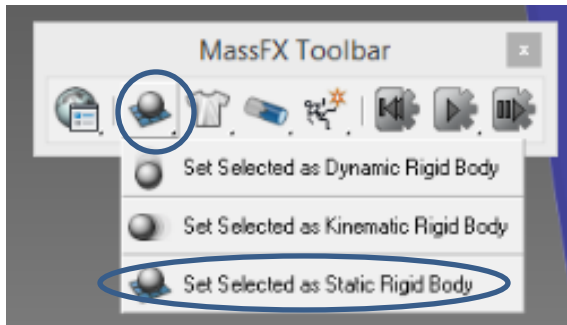 MassFX Toolbar
x
Set Selected as Dynamic Rigid Body
Set Selected as Kinematic Rigid Body
Set Selected as Static Rigid Body